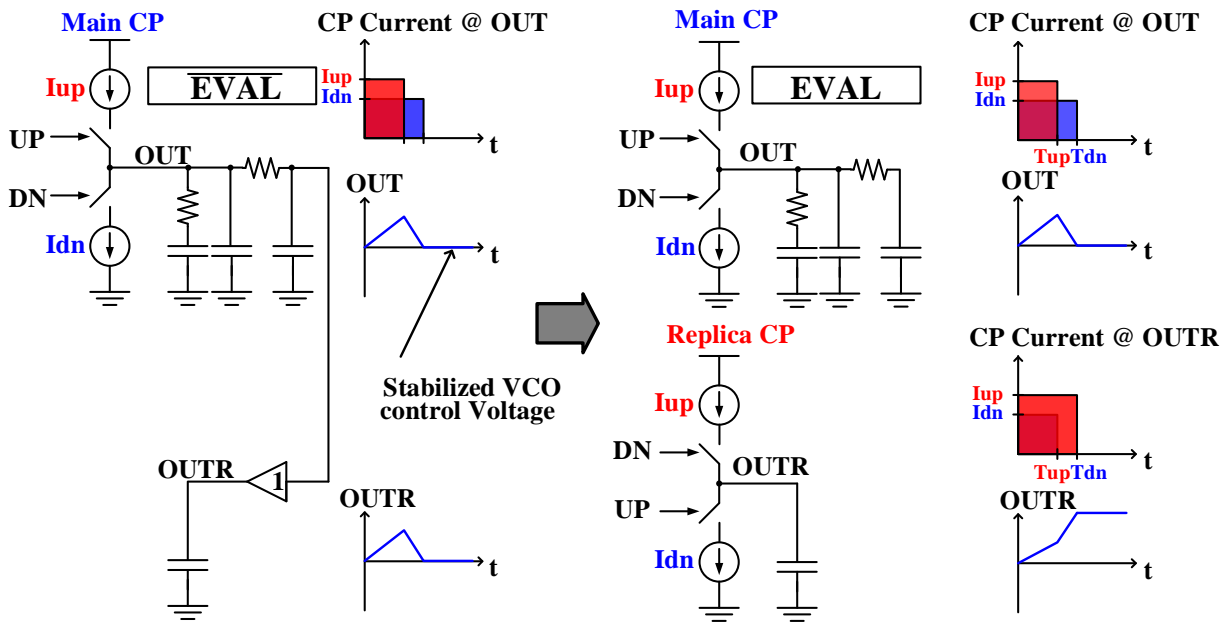 Main CP
CP Current @ OUT
Iup
EVAL
Iup
Idn
UP
OUT
t
DN
OUT
Idn
t
Stabilized VCO
control Voltage
OUTR
1
OUTR
t
Main CP
CP Current @ OUT
Iup
EVAL
Iup
Idn
UP
OUT
t
Tup Tdn
DN
OUT
Idn
t
Replica CP
CP Current @ OUTR
Iup
Iup
Idn
DN
OUTR
t
Tup Tdn
UP
OUTR
Idn
t